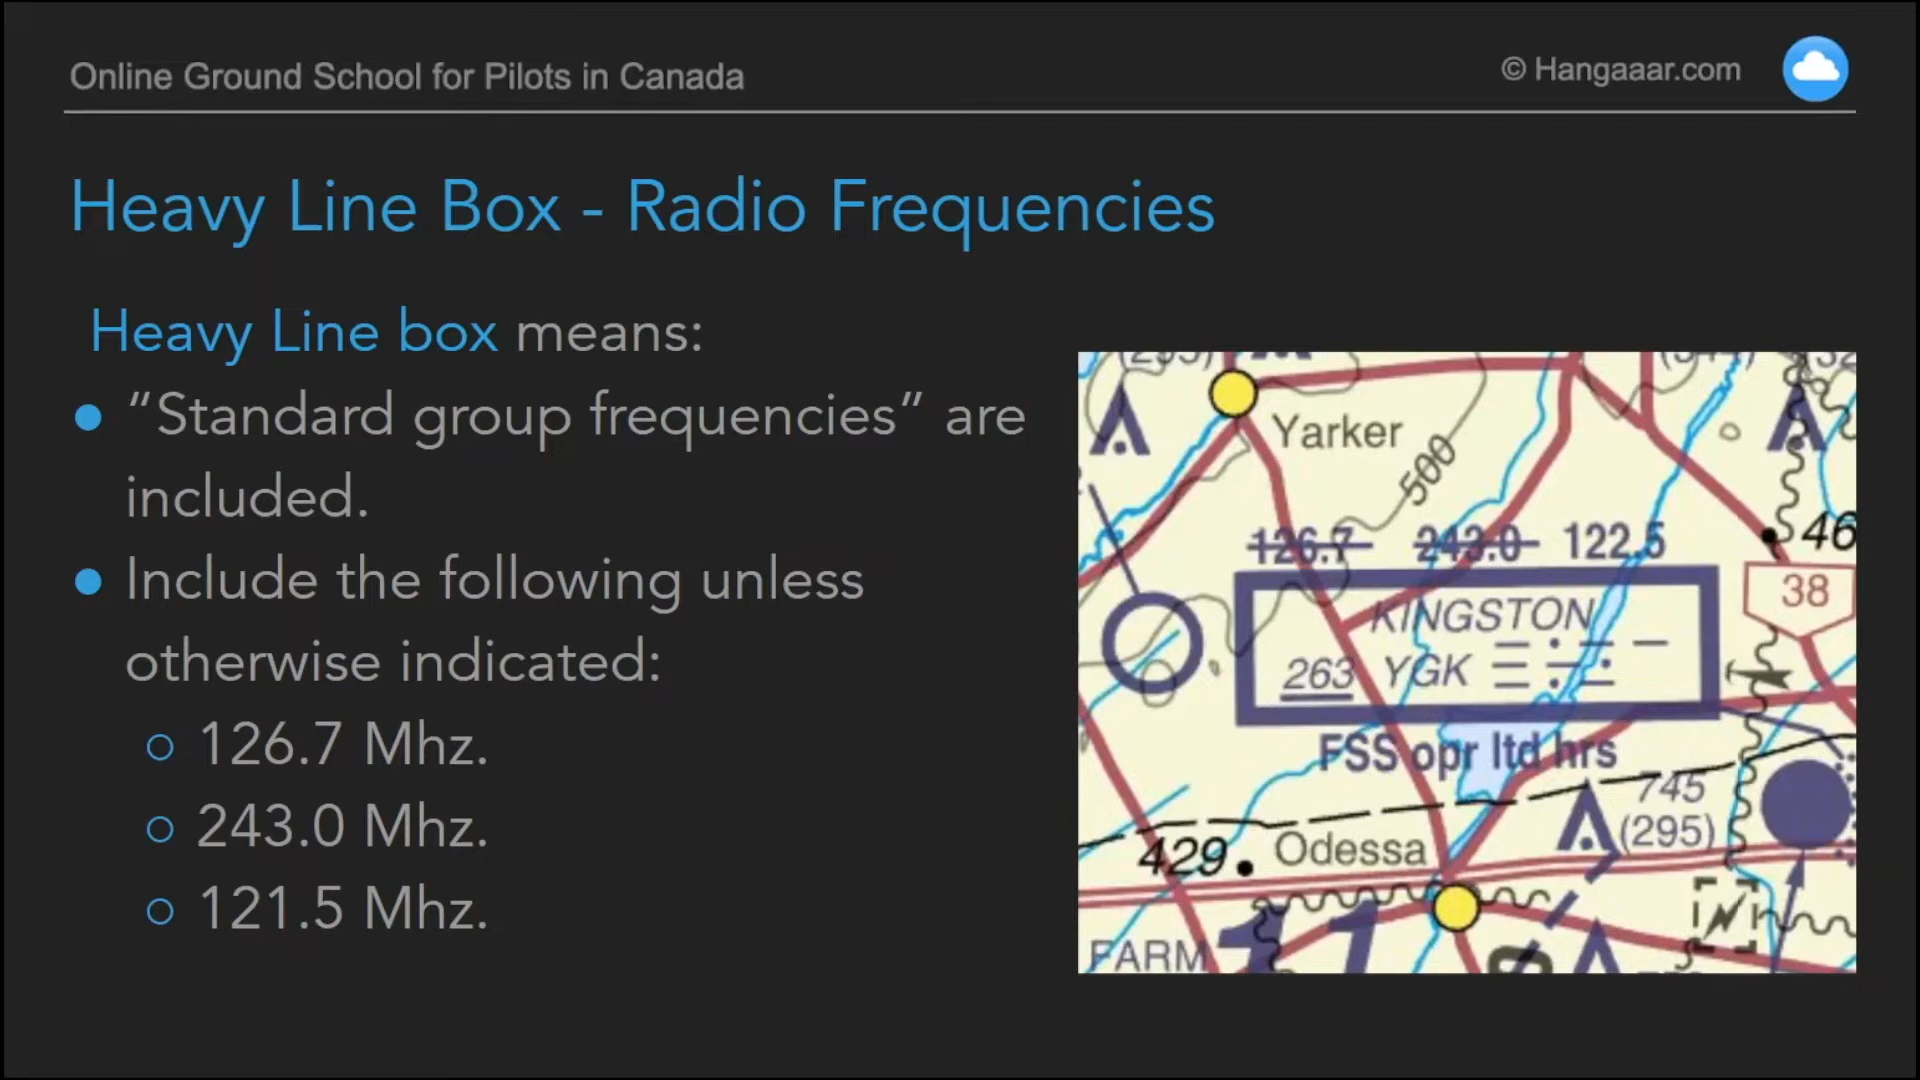 Online Ground School for Pilots in Canada
© Hangaaar.com
Heavy Line Box - Radio Frequencies
Heavy Line box means:
“Standard group frequencies” are
included.
Include the following unless
otherwise indicated:
126.7 Mhz.
243.0 Mhz.
121.5 Mhz.
Yarker
500
126.7 243.0 122.5
46
38
KINGSTON
263 YGK
FSS opr ltd hrs
745
(295)
429
Odessa
FARM
11